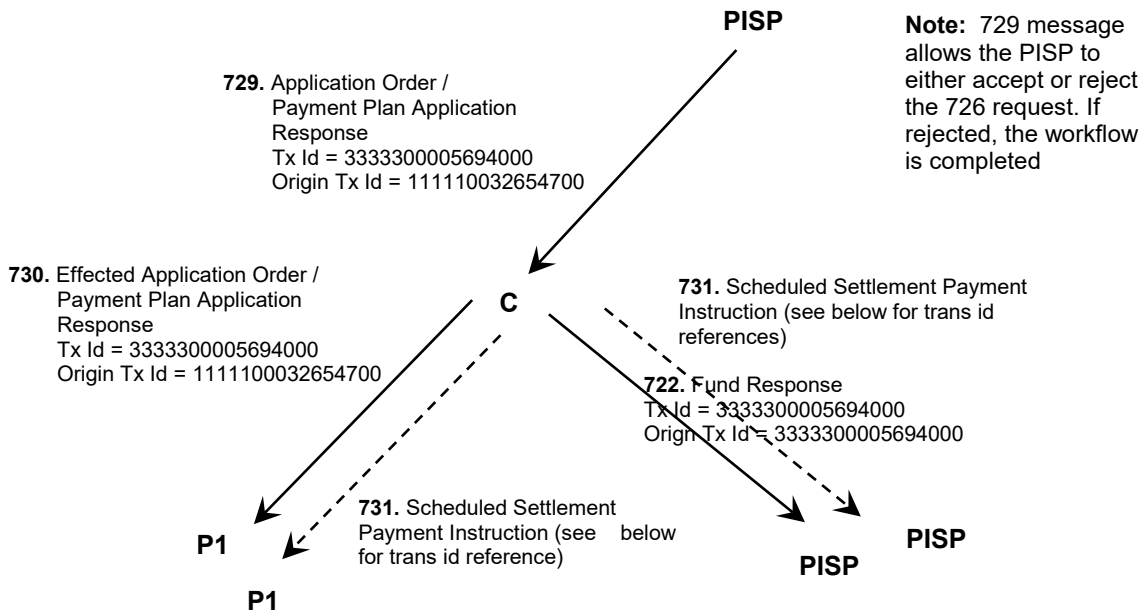 PISP
Note: 729 message
allows the PISP to
either accept or reject
the 726 request. If
rejected, the workflow
is completed
729. Application Order /
Payment Plan Application
Response
Tx Id = 3333300005694000
Origin Tx Id = 111110032654700
730. Effected Application Order /
Payment Plan Application
Response
Tx Id = 3333300005694000
Origin Tx Id = 1111100032654700
C
731. Scheduled Settlement Payment
Instruction (see below for trans id
references)
722. Fund Response
Tx Id = 3333300005694000
Orign Tx Id = 3333300005694000
731. Scheduled Settlement
Payment Instruction (see below
for trans id reference)
P1
P1
PISP
PISP